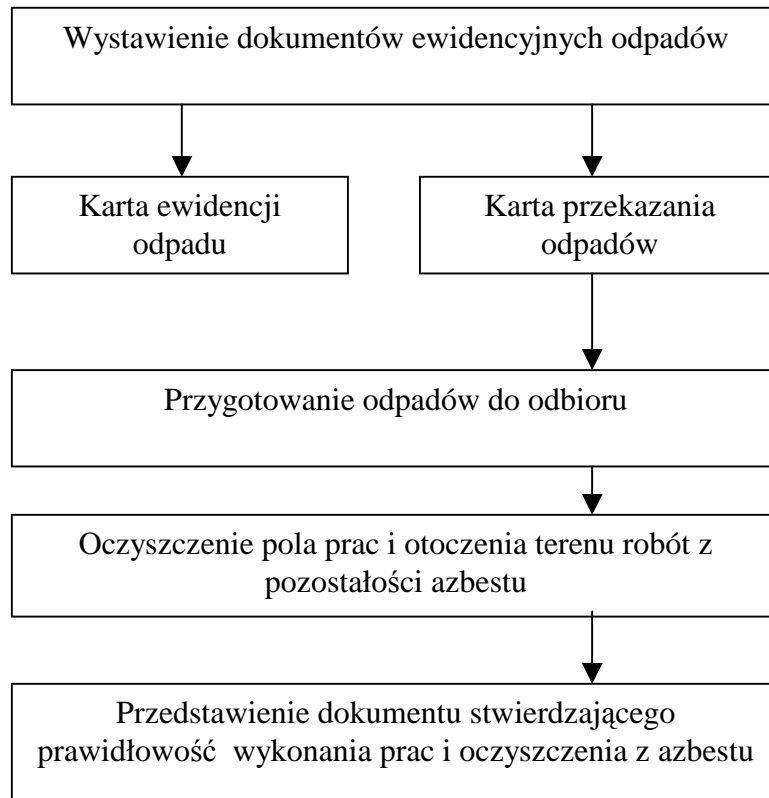 Wystawienie dokumentów ewidencyjnych odpadów
Karta ewidencji
odpadu
Karta przekazania
odpadów
Przygotowanie odpadów do odbioru
Oczyszczenie pola prac i otoczenia terenu robót z
pozostałości azbestu
Przedstawienie dokumentu stwierdzającego
prawidłowość wykonania prac i oczyszczenia z azbestu